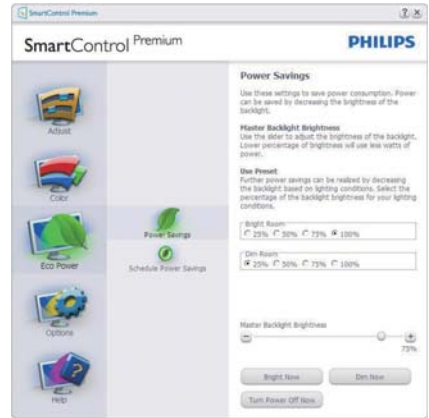 SmartControl Premium
SmartControl Premium
PHILIPS
Adjust
Color
Eco Power
Options
Help
Power Savings
Schedule Power Savings
Power Savings
Use these settings to save power consumption. Power
can be saved by decreasing the brightness of the
backlight.
Master Backlight Brightness
Use the slider to adjust the brightness of the backlight.
Lower percentage of brightness will use less watts of
power.
Use Preset
Further power savings can be realized by decreasing
the backlight based on lighting conditions. Select the
percentage of the backlight brightness for your lighting
conditions.
Bright Room
25% 50% 75% 100%
Dim Room
25% 50% 75% 100%
Master Backlight Brightness
75%
Bright Now Dim Now
Turn Power Off Now